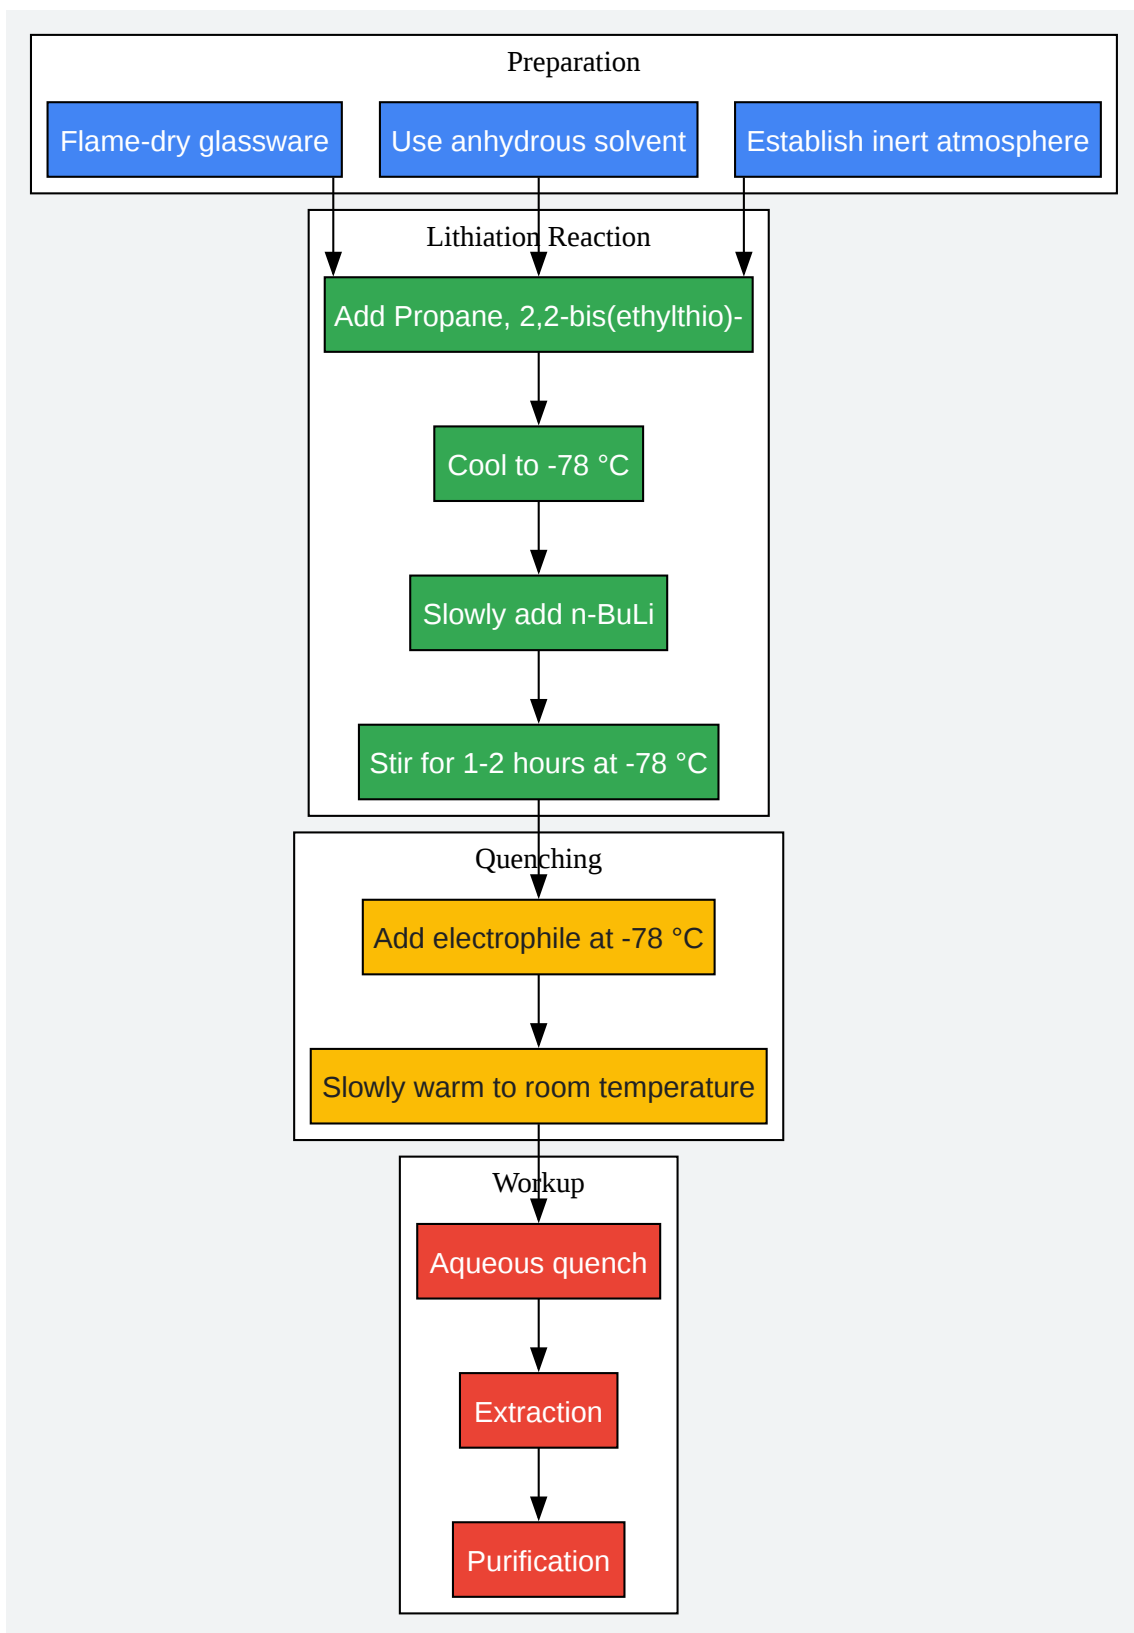 Preparation
Flame-dry glassware
Use anhydrous solvent
Establish inert atmosphere
Lithiation Reaction
Add Propane, 2,2-bis(ethylthio)-
Cool to -78 °C
Slowly add n-BuLi
Stir for 1-2 hours at -78 °C
Quenching
Add electrophile at -78 °C
Slowly warm to room temperature
Workup
Aqueous quench
Extraction
Purification